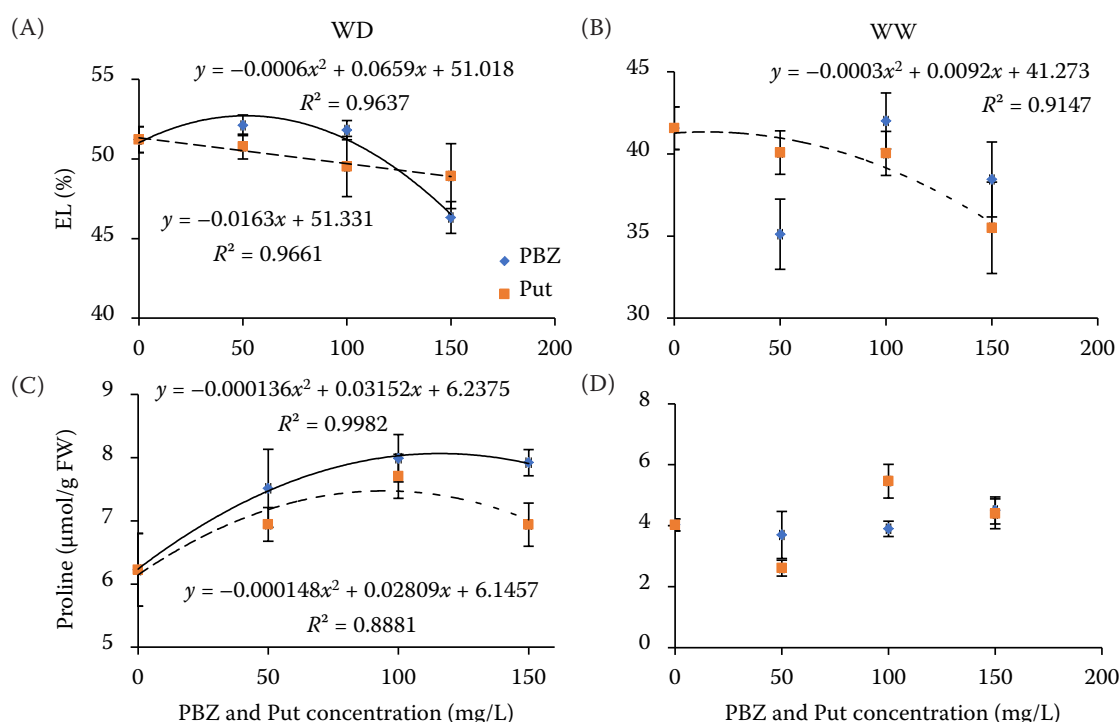 (A)
WD
y = −0.0006x² + 0.0659x + 51.018
R² = 0.9637
55
50
45
40
EL (%)
y = −0.0163x + 51.331
R² = 0.9661
PBZ
Put
0 50 100 150 200
(B)
WW
y = −0.0003x² + 0.0092x + 41.273
R² = 0.9147
45
40
35
30
0 50 100 150 200
(C)
y = −0.000136x² + 0.03152x + 6.2375
R² = 0.9982
9
8
7
6
5
Proline (μmol/g FW)
y = −0.000148x² + 0.02809x + 6.1457
R² = 0.8881
0 50 100 150
PBZ and Put concentration (mg/L)
(D)
8
6
4
2
0
0 50 100 150 200
PBZ and Put concentration (mg/L)